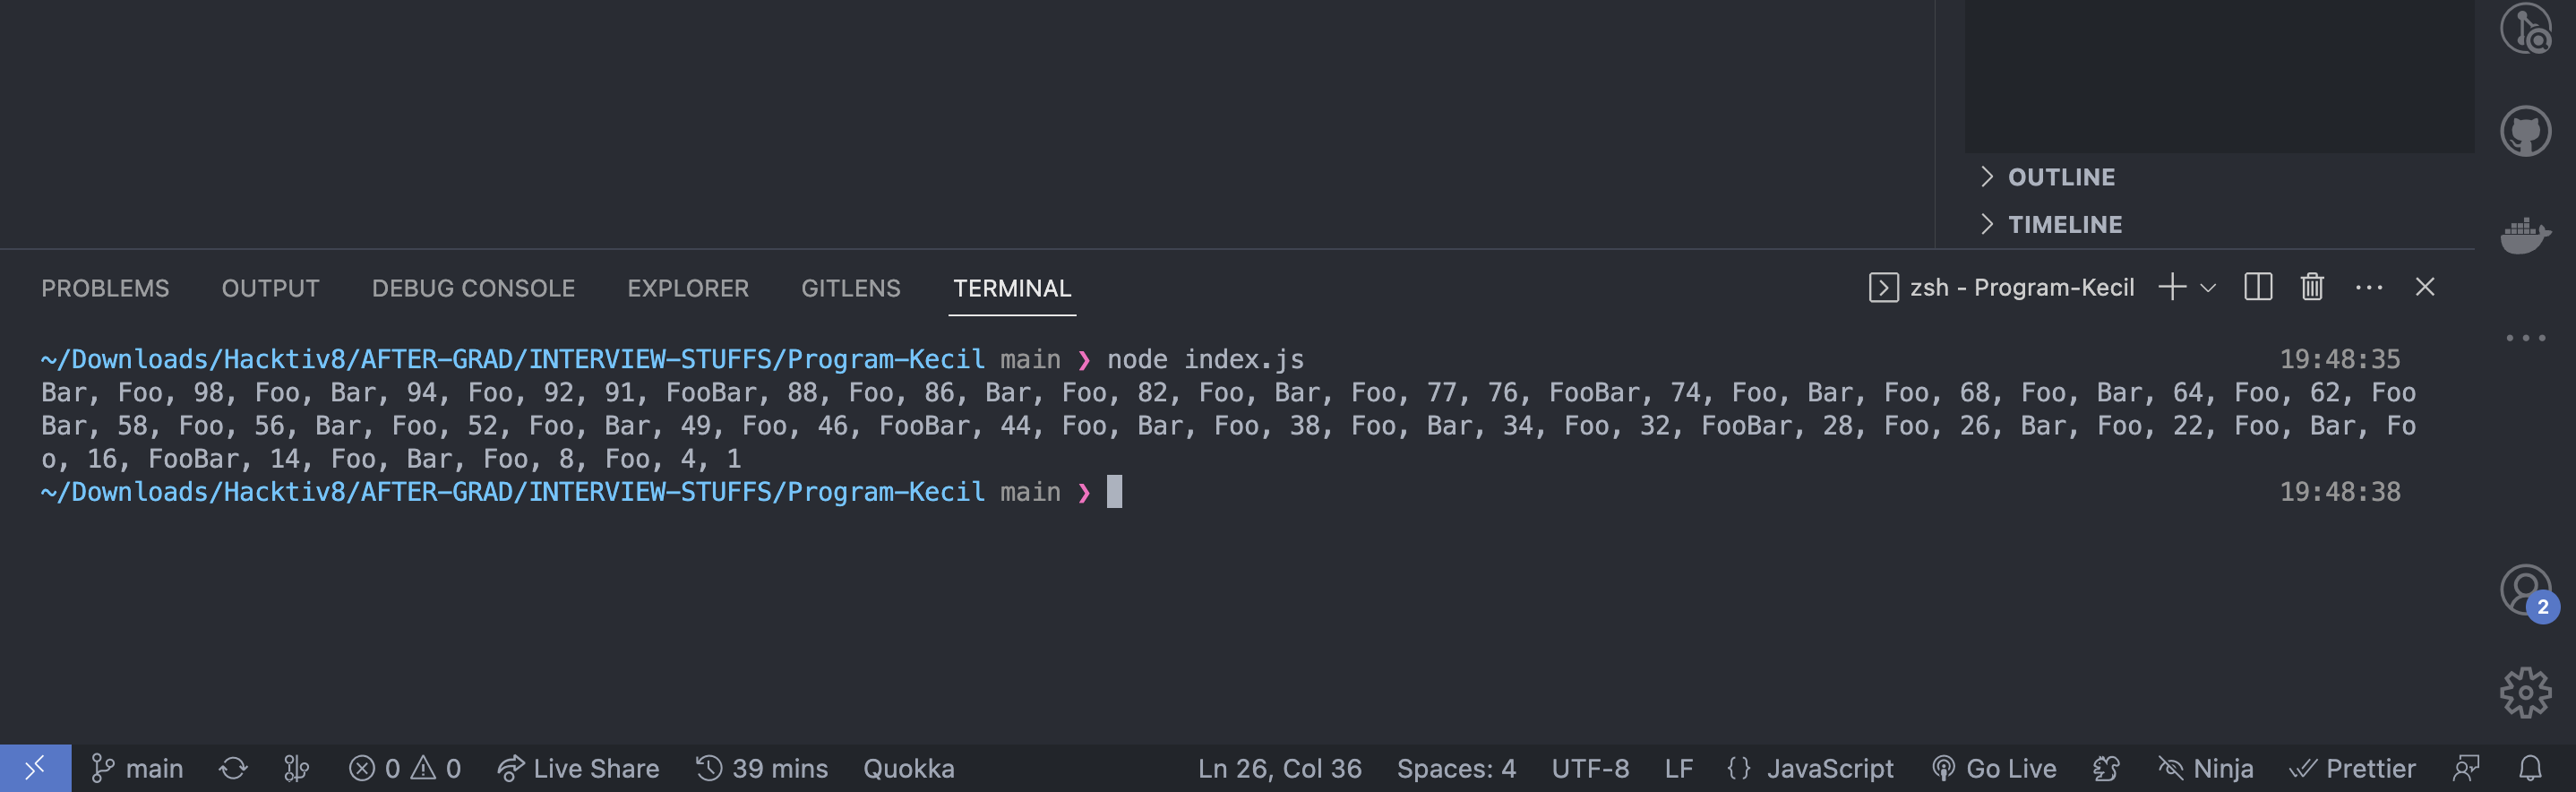 OUTLINE
TIMELINE
PROBLEMS OUTPUT DEBUG CONSOLE EXPLORER GITLENS TERMINAL zsh - Program-Kecil
~/Downloads/Hacktiv8/AFTER-GRAD/INTERVIEW-STUFFS/Program-Kecil main ❯ node index.js 19:48:35
Bar, Foo, 98, Foo, Bar, 94, Foo, 92, 91, FooBar, 88, Foo, 86, Bar, Foo, 82, Foo, Bar, Foo, 77, 76, FooBar, 74, Foo, Bar, Foo, 68, Foo, Bar, 64, Foo, 62, Foo
Bar, 58, Foo, 56, Bar, Foo, 52, Foo, Bar, 49, Foo, 46, FooBar, 44, Foo, Bar, Foo, 38, Foo, Bar, 34, Foo, 32, FooBar, 28, Foo, 26, Bar, Foo, 22, Foo, Bar, Fo
o, 16, FooBar, 14, Foo, Bar, Foo, 8, Foo, 4, 1
~/Downloads/Hacktiv8/AFTER-GRAD/INTERVIEW-STUFFS/Program-Kecil main ❯ 19:48:38
2
main 0 0 Live Share 39 mins Quokka Ln 26, Col 36 Spaces: 4 UTF-8 LF {} JavaScript Go Live Ninja Prettier